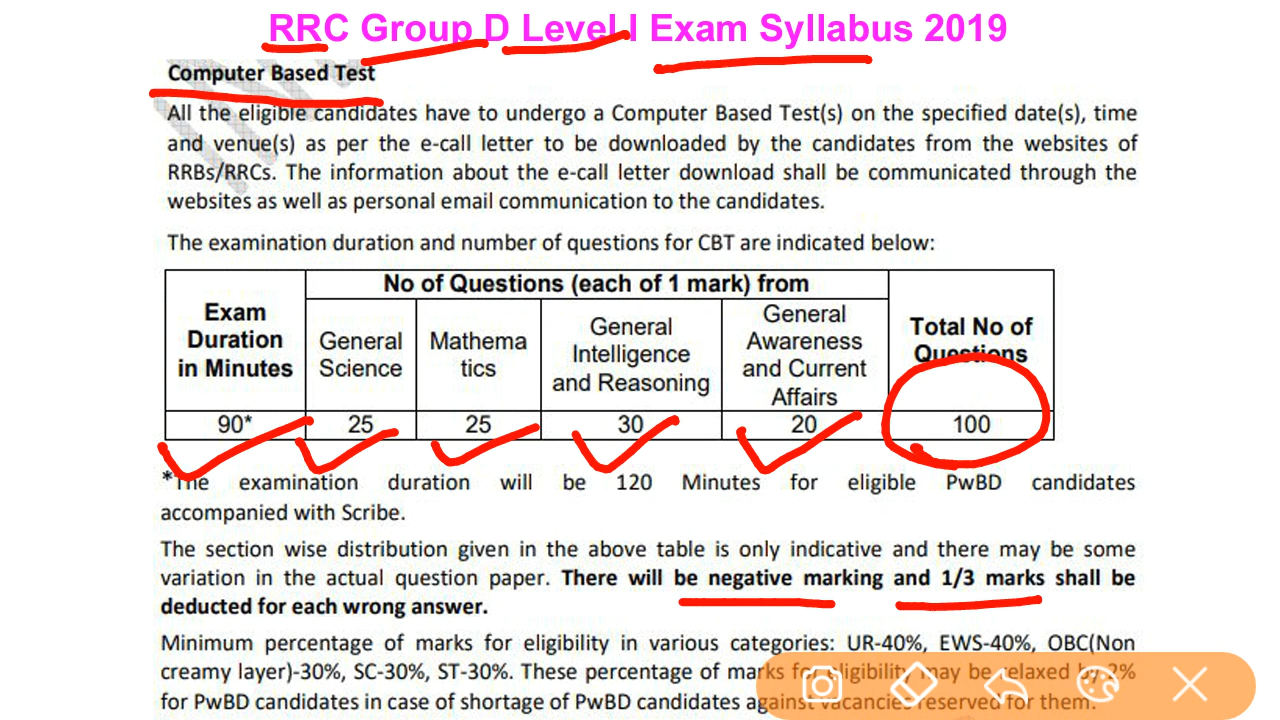 RRC Group D Level I Exam Syllabus 2019
Computer Based Test
All the eligible candidates have to undergo a Computer Based Test(s) on the specified date(s), time
and venue(s) as per the e-call letter to be downloaded by the candidates from the websites of
RRBs/RRCs. The information about the e-call letter download shall be communicated through the
websites as well as personal email communication to the candidates.
The examination duration and number of questions for CBT are indicated below:
Exam
Duration
in Minutes
No of Questions (each of 1 mark) from
General
Science
Mathema
tics
General
Intelligence
and Reasoning
General
Awareness
and Current
Affairs
Total No of
Questions
90*
25
25
30
20
100
*The examination duration will be 120 Minutes for eligible PwBD candidates
accompanied with Scribe.
The section wise distribution given in the above table is only indicative and there may be some
variation in the actual question paper. There will be negative marking and 1/3 marks shall be
deducted for each wrong answer.
Minimum percentage of marks for eligibility in various categories: UR-40%, EWS-40%, OBC(Non
creamy layer)-30%, SC-30%, ST-30%. These percentage of marks for eligibility may be relaxed by 2%
for PwBD candidates in case of shortage of PwBD candidates against vacancies reserved for them.